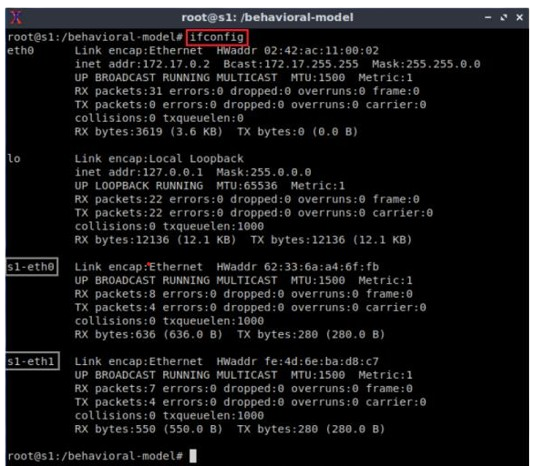 root@s1: /behavioral-model
root@s1:/behavioral-model# ifconfig
eth0 Link encap:Ethernet HWaddr 02:42:ac:11:00:02
inet addr:172.17.0.2 Bcast:172.17.255.255 Mask:255.255.0.0
UP BROADCAST RUNNING MULTICAST MTU:1500 Metric:1
RX packets:31 errors:0 dropped:0 overruns:0 frame:0
TX packets:0 errors:0 dropped:0 overruns:0 carrier:0
collisions:0 txqueuelen:0
RX bytes:3619 (3.6 KB) TX bytes:0 (0.0 B)
lo Link encap:Local Loopback
inet addr:127.0.0.1 Mask:255.0.0.0
UP LOOPBACK RUNNING MTU:65536 Metric:1
RX packets:22 errors:0 dropped:0 overruns:0 frame:0
TX packets:22 errors:0 dropped:0 overruns:0 carrier:0
collisions:0 txqueuelen:1000
RX bytes:12136 (12.1 KB) TX bytes:12136 (12.1 KB)
s1-eth0 Link encap:Ethernet HWaddr 62:33:6a:a4:6f:fb
UP BROADCAST RUNNING MULTICAST MTU:1500 Metric:1
RX packets:8 errors:0 dropped:0 overruns:0 frame:0
TX packets:4 errors:0 dropped:0 overruns:0 carrier:0
collisions:0 txqueuelen:1000
RX bytes:636 (636.0 B) TX bytes:280 (280.0 B)
s1-eth1 Link encap:Ethernet HWaddr fe:4d:6e:ba:d8:c7
UP BROADCAST RUNNING MULTICAST MTU:1500 Metric:1
RX packets:7 errors:0 dropped:0 overruns:0 frame:0
TX packets:4 errors:0 dropped:0 overruns:0 carrier:0
collisions:0 txqueuelen:1000
RX bytes:550 (550.0 B) TX bytes:280 (280.0 B)
root@s1:/behavioral-model#